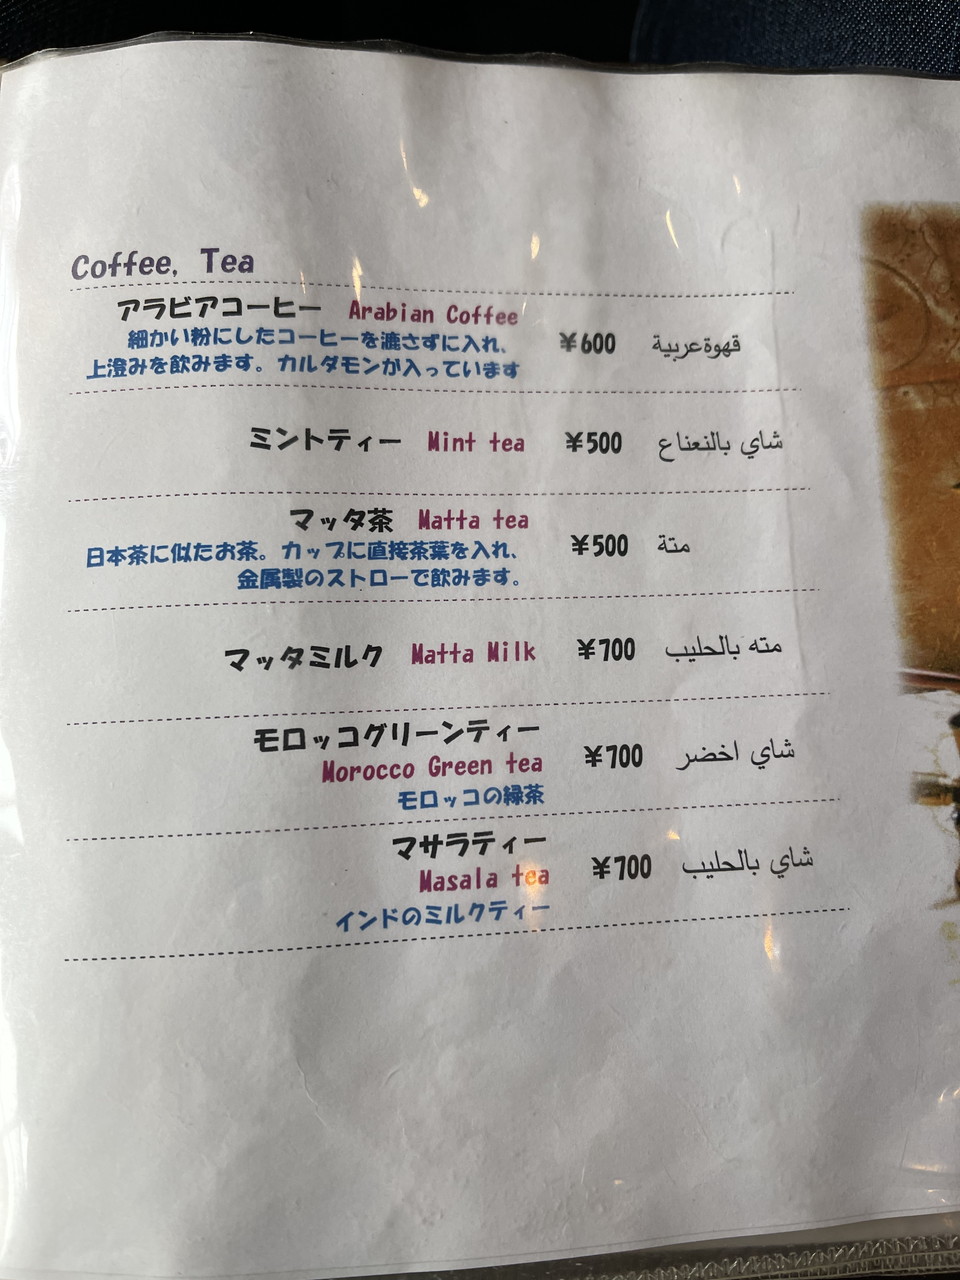 Coffee, Tea
アラビアコーヒー Arabian Coffee
細かい粉にしたコーヒーを漉さずに入れ、
上澄みを飲みます。カルダモンが入っています
¥600 قهوةعربية
ミントティー Mint tea ¥500 شاي بالنعناع
マッタ茶 Matta tea
日本茶に似たお茶。カップに直接茶葉を入れ、
金属製のストローで飲みます。
¥500 متة
マッタミルク Matta Milk ¥700 مته بالحليب
モロッコグリーンティー
Morocco Green tea
モロッコの緑茶
¥700 شاي اخضر
マサラティー
Masala tea
インドのミルクティー
¥700 شاي بالحليب